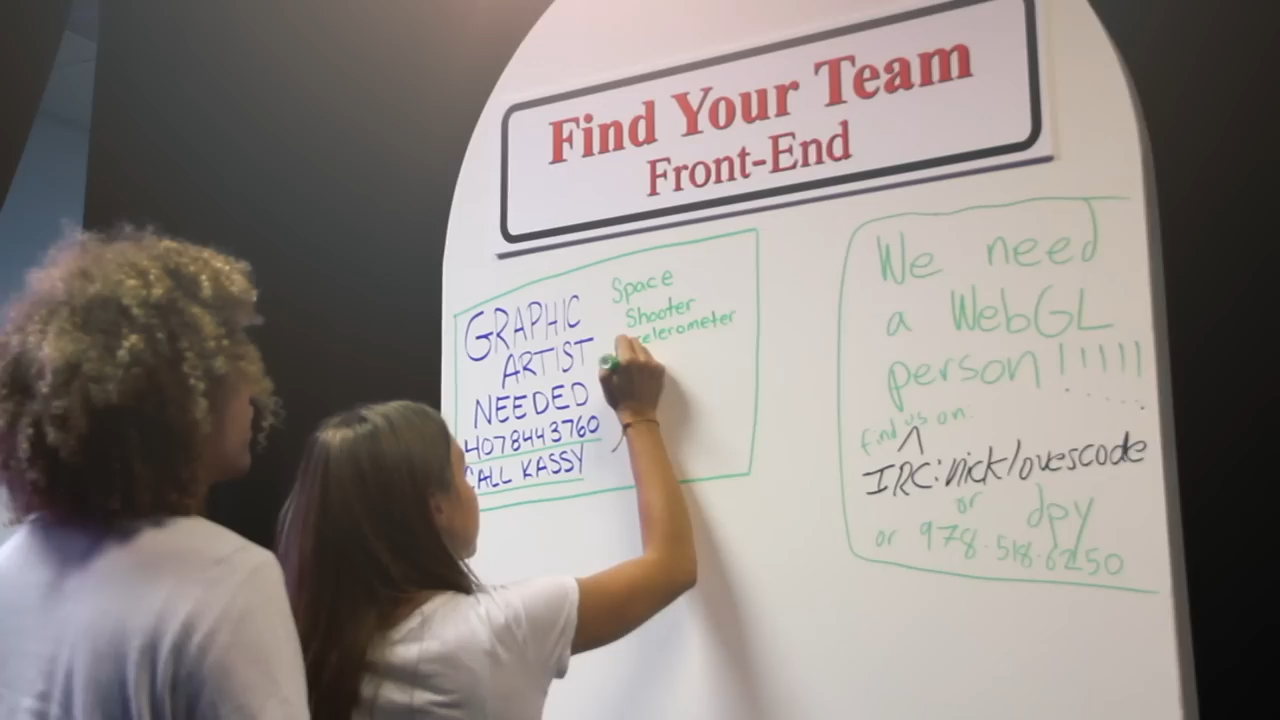 Find Your Team
Front-End
GRAPHIC
ARTIST
NEEDED
4078443760
CALL KASSY
Space
Shooter
We need
a WebGL
person!!!!!
find us on
IRC: nicklovescode
or dpy
or 978.518.6250